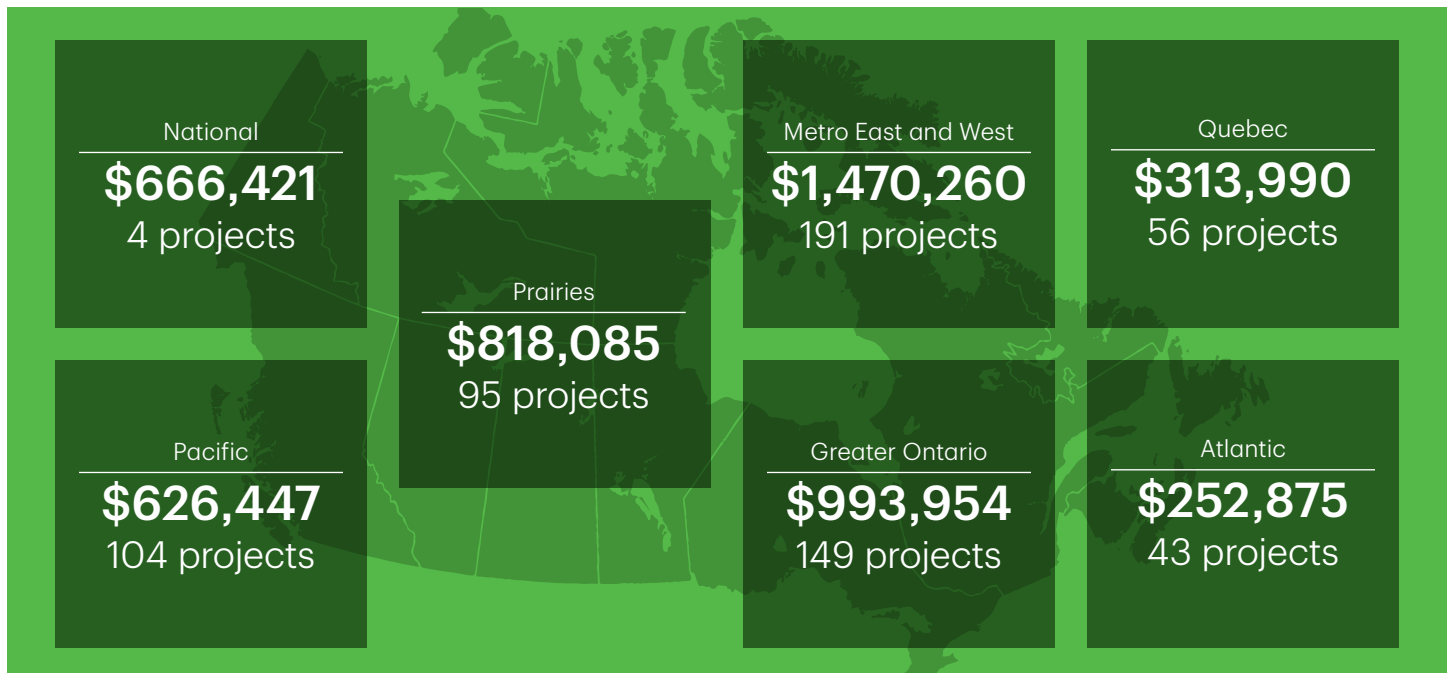 National
$666,421
4 projects
Pacific
$626,447
104 projects
Prairies
$818,085
95 projects
Metro East and West
$1,470,260
191 projects
Greater Ontario
$993,954
149 projects
Quebec
$313,990
56 projects
Atlantic
$252,875
43 projects